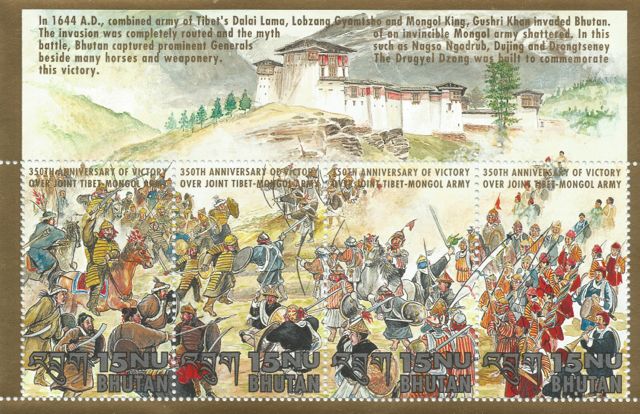 In 1644 A.D., combined army of Tibet's Dalai Lama, Lobzang Gyamtsho and Mongol King, Gushri Khan invaded Bhutan.
The invasion was completely routed and the myth of an invincible Mongol army shattered. In this
battle, Bhutan captured prominent Generals such as Nagso Ngodrub, Dujing and Drongtseney
beside many horses and weaponery. The Drugyel Dzong was built to commemorate
this victory.
350TH ANNIVERSARY OF VICTORY
OVER JOINT TIBET-MONGOL ARMY
འབྲུག 15NU
BHUTAN
350TH ANNIVERSARY OF VICTORY
OVER JOINT TIBET-MONGOL ARMY
འབྲུག 15NU
BHUTAN
350TH ANNIVERSARY OF VICTORY
OVER JOINT TIBET-MONGOL ARMY
འབྲུག 15NU
BHUTAN
350TH ANNIVERSARY OF VICTORY
OVER JOINT TIBET-MONGOL ARMY
འབྲུག 15NU
BHUTAN